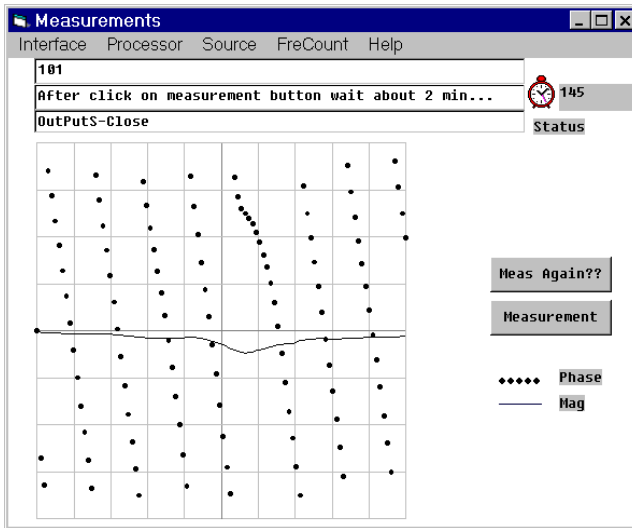 Measurements
Interface Processor Source FreCount Help
101
After click on measurement button wait about 2 min...
145
OutPutS-Close
Status
Meas Again??
Measurement
Phase
Mag